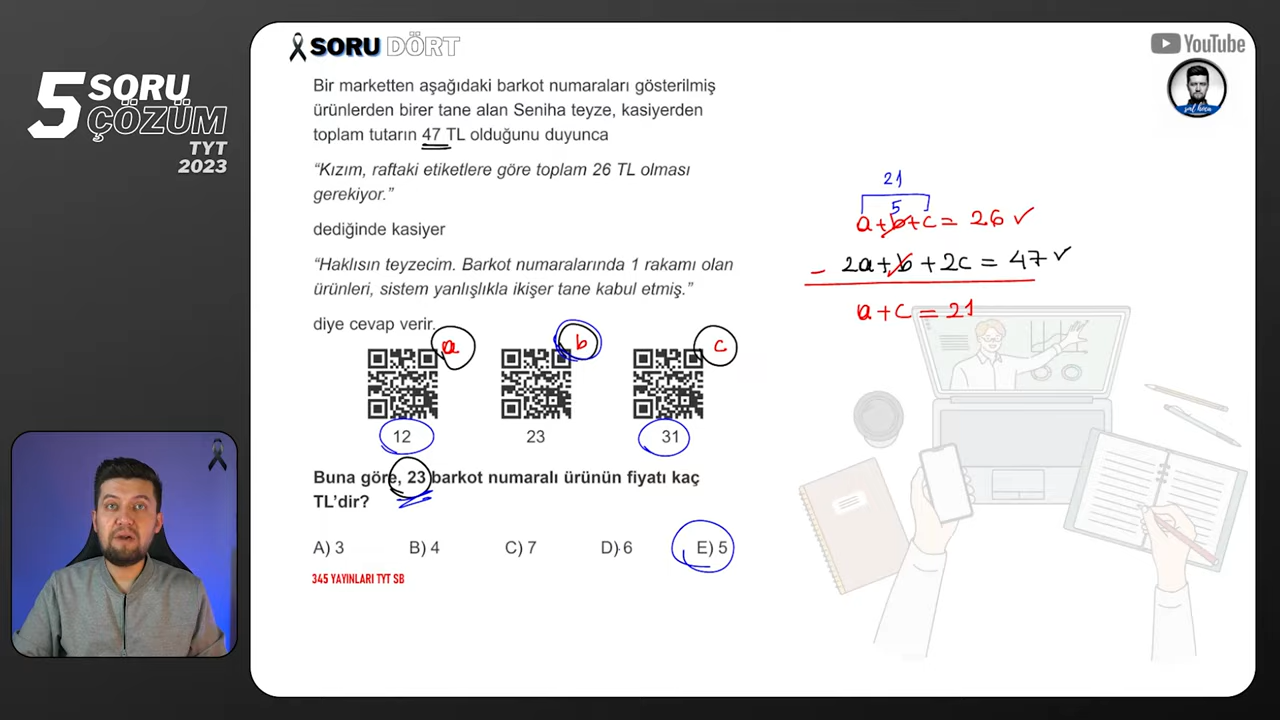 5 SORU
ÇÖZÜM
TYT
2023
SORU DÖRT
YouTube
Bir marketten aşağıdaki barkot numaraları gösterilmiş
ürünlerden birer tane alan Seniha teyze, kasiyerden
toplam tutarın 47 TL olduğunu duyunca
“Kızım, raftaki etiketlere göre toplam 26 TL olması
gerekiyor.”
dediğinde kasiyer
“Haklısın teyzecim. Barkot numaralarında 1 rakamı olan
ürünleri, sistem yanlışlıkla ikişer tane kabul etmiş.”
diye cevap verir.
a b c
12 23 31
Buna göre, 23 barkot numaralı ürünün fiyatı kaç
TL’dir?
A) 3 B) 4 C) 7 D) 6 E) 5
345 YAYINLARI TYT SB
21
5
a+b+c = 26 ✓
- 2a+b+2c = 47 ✓
a+c = 21